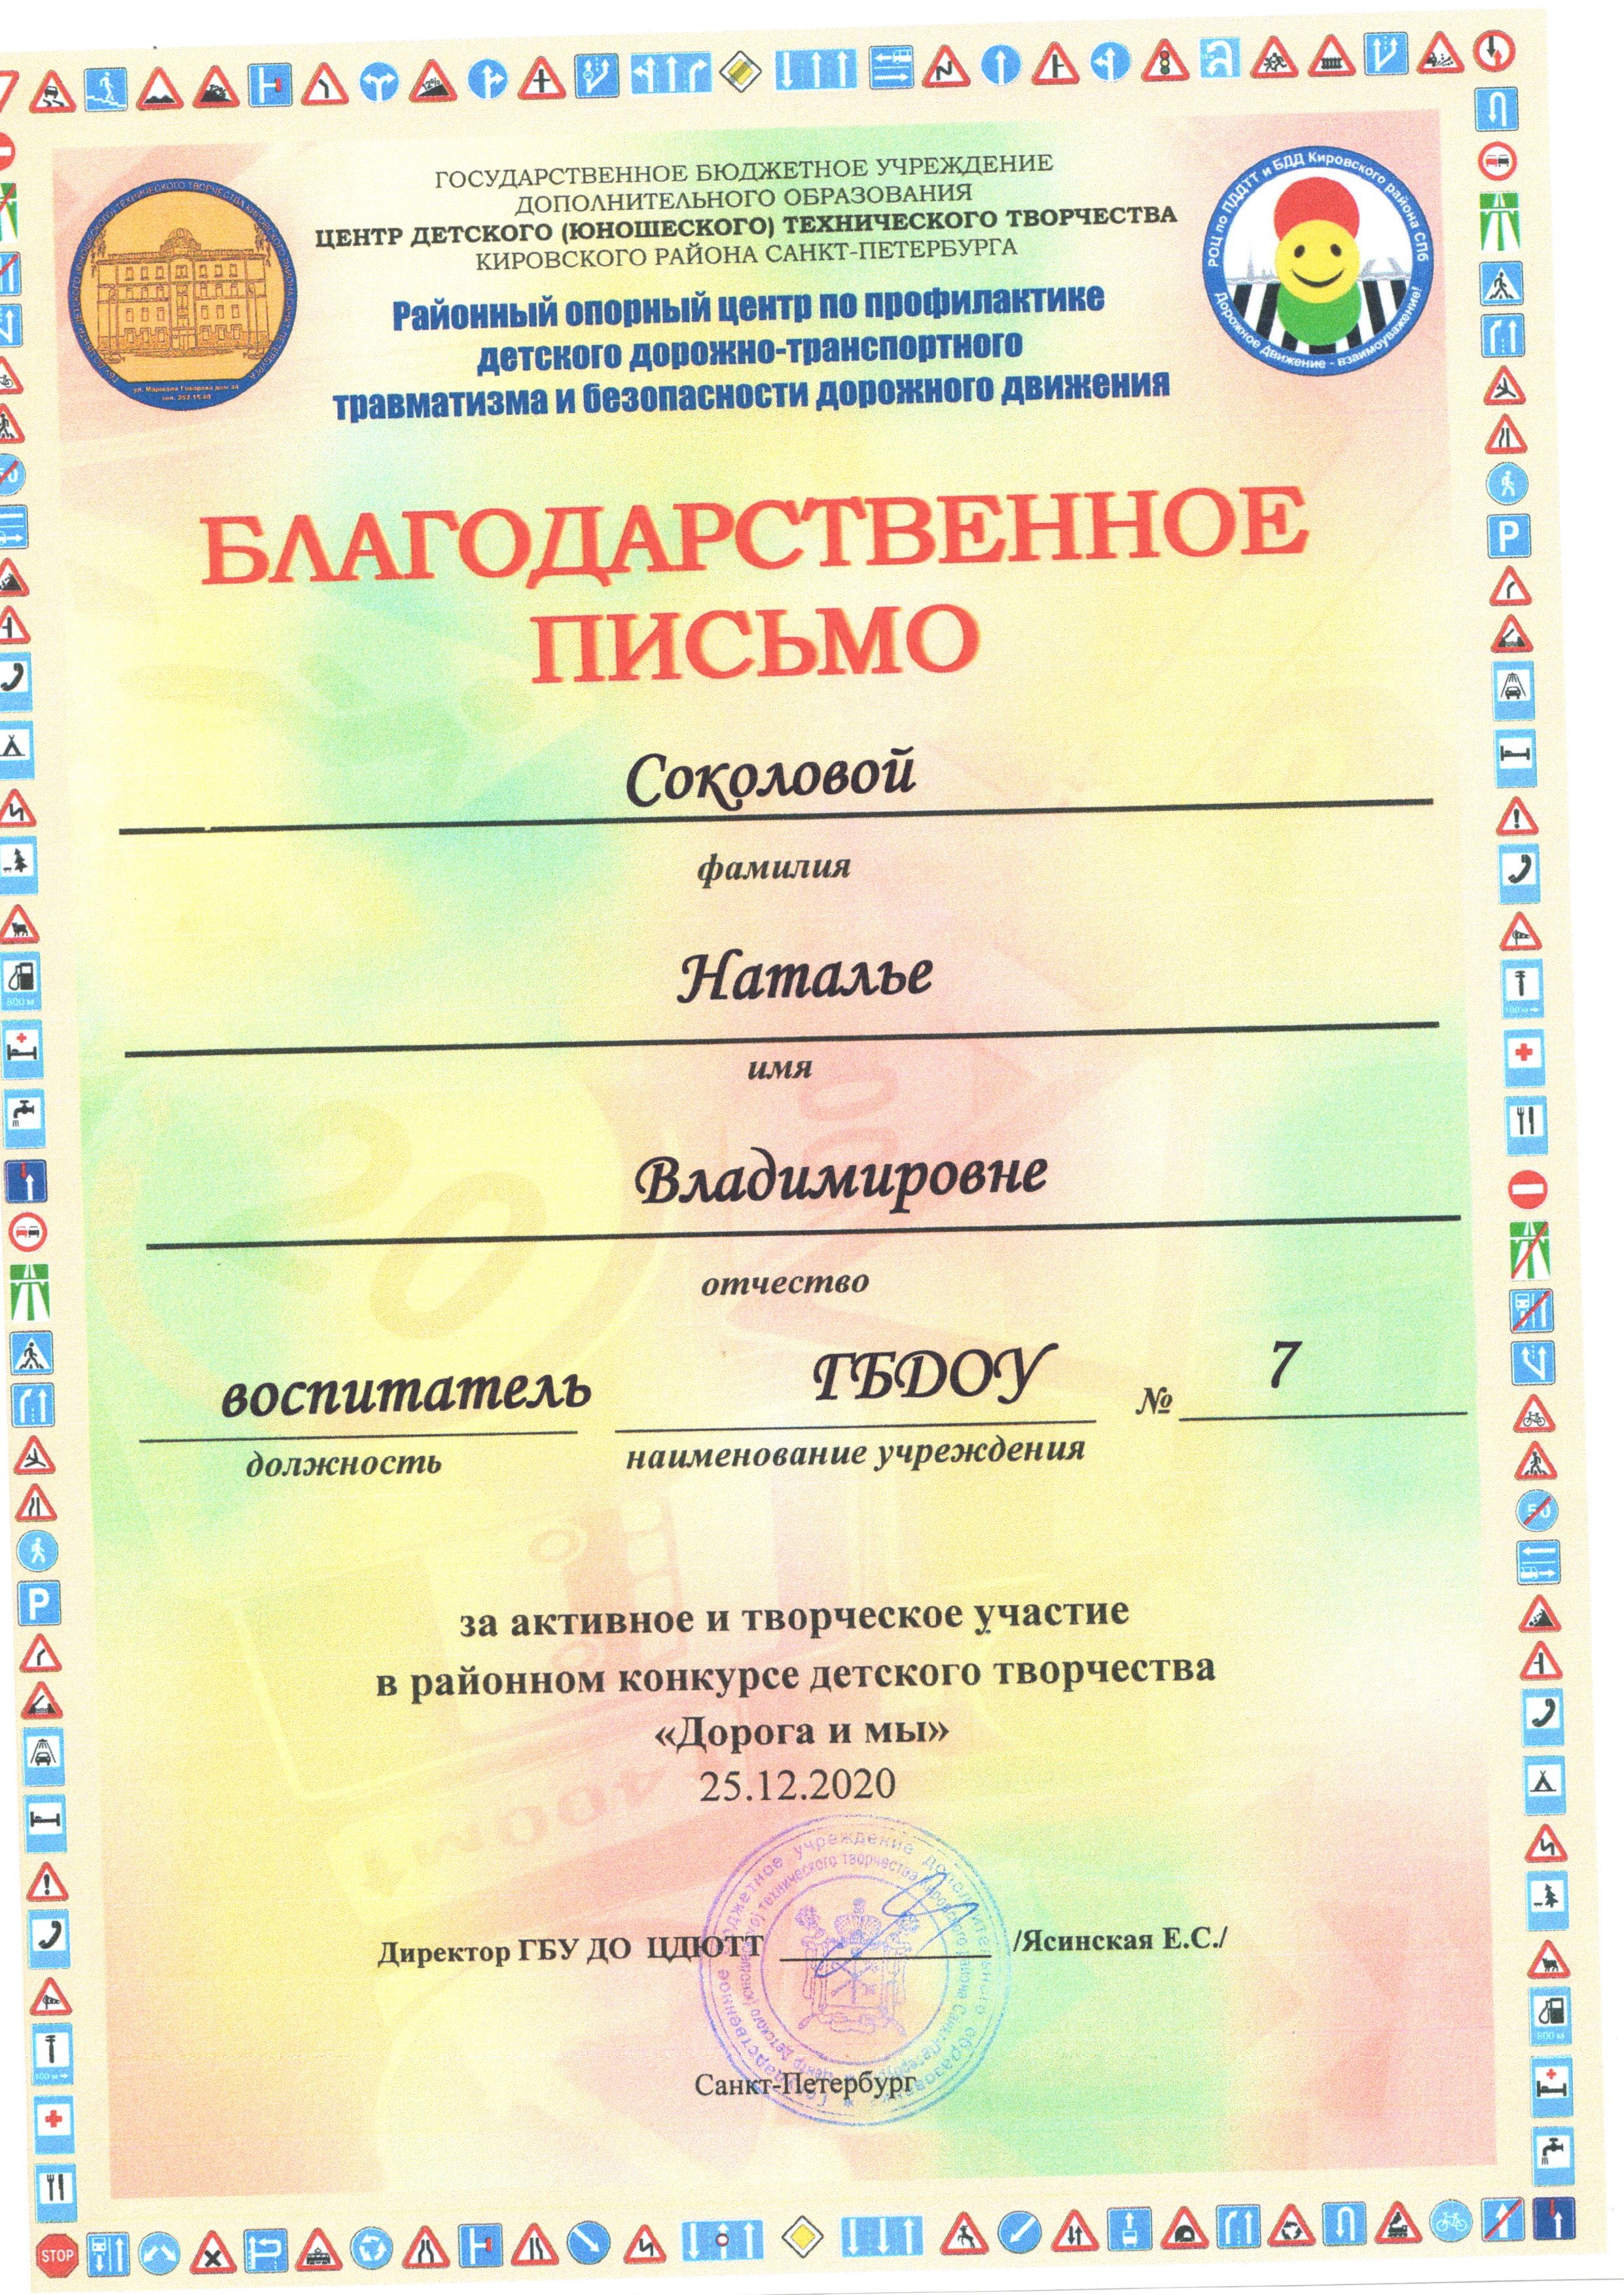 ГОСУДАРСТВЕННОЕ БЮДЖЕТНОЕ УЧРЕЖДЕНИЕ
ДОПОЛНИТЕЛЬНОГО ОБРАЗОВАНИЯ
ЦЕНТР ДЕТСКОГО (ЮНОШЕСКОГО) ТЕХНИЧЕСКОГО ТВОРЧЕСТВА
КИРОВСКОГО РАЙОНА САНКТ-ПЕТЕРБУРГА
РОЦ по ПДДТТ и БДД Кировского района СПб
Дорожное движение - взаимоуважение!
Районный опорный центр по профилактике
детского дорожно-транспортного
травматизма и безопасности дорожного движения
БЛАГОДАРСТВЕННОЕ
ПИСЬМО
Соколовой
фамилия
Наталье
имя
Владимировне
отчество
воспитатель ГБДОУ № 7
должность наименование учреждения
за активное и творческое участие
в районном конкурсе детского творчества
«Дорога и мы»
25.12.2020
Директор ГБУ ДО ЦДЮТТ /Ясинская Е.С./
Санкт-Петербург
STOP